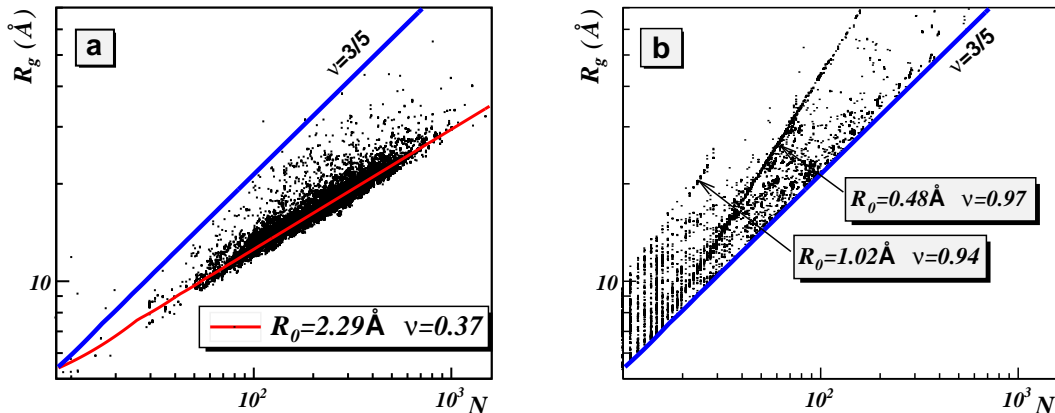 a
R_g (Å)
ν=3/5
10
R_0=2.29Å ν=0.37
10^2
10^3 N
b
R_g (Å)
ν=3/5
R_0=0.48Å ν=0.97
R_0=1.02Å ν=0.94
10
10^2
10^3 N